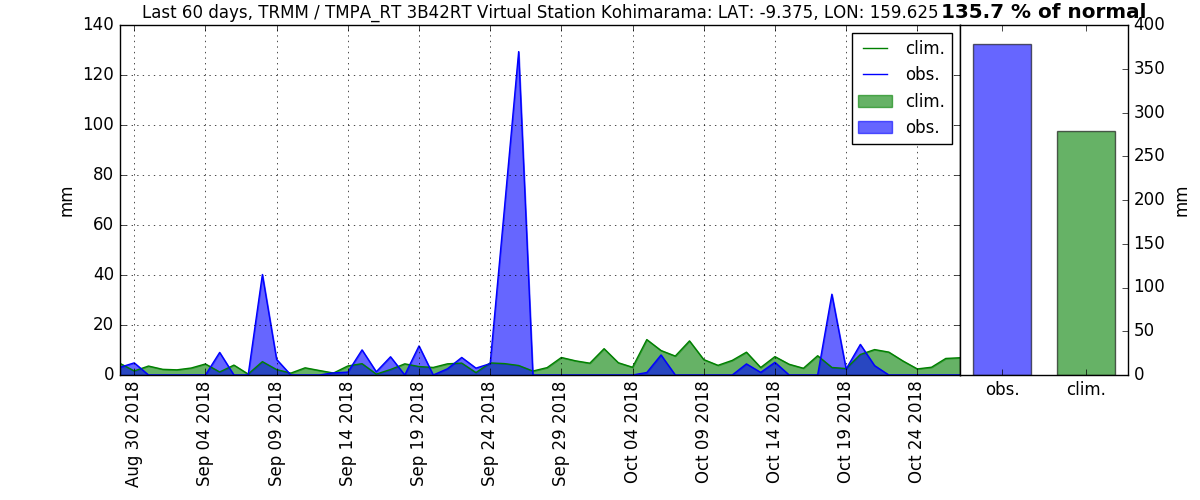 Last 60 days, TRMM / TMPA_RT 3B42RT Virtual Station Kohimarama: LAT: -9.375, LON: 159.625
135.7 % of normal
mm
140
120
100
80
60
40
20
0
clim.
obs.
clim.
obs.
Aug 30 2018
Sep 04 2018
Sep 09 2018
Sep 14 2018
Sep 19 2018
Sep 24 2018
Sep 29 2018
Oct 04 2018
Oct 09 2018
Oct 14 2018
Oct 19 2018
Oct 24 2018
400
350
300
250
200
150
100
50
0
mm
obs.
clim.